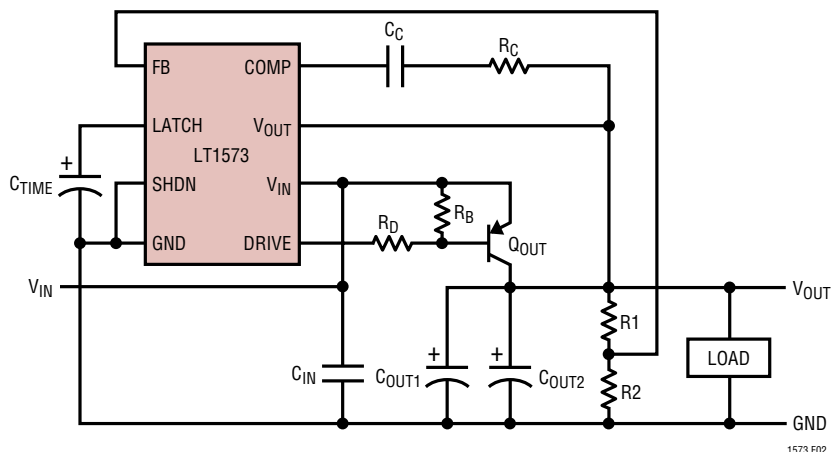 C_C
R_C
FB
COMP
LATCH
V_OUT
LT1573
+
C_TIME
SHDN
V_IN
R_B
R_D
GND
DRIVE
Q_OUT
V_IN
V_OUT
R1
+
+
LOAD
C_IN
C_OUT1
C_OUT2
R2
GND
1573 F02